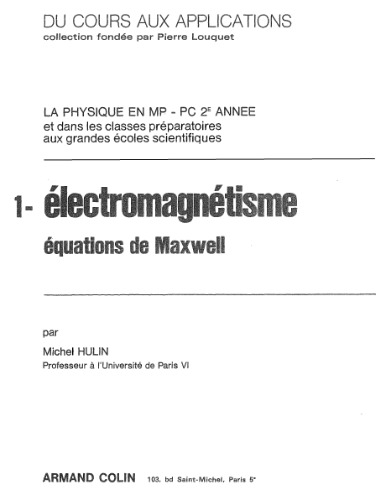 DU COURS AUX APPLICATIONS
collection fondée par Pierre Louquet
LA PHYSIQUE EN MP - PC 2ᴱ ANNEE
et dans les classes préparatoires
aux grandes écoles scientifiques
1- électromagnétisme
équations de Maxwell
par
Michel HULIN
Professeur à l'Université de Paris VI
ARMAND COLIN 103, bd Saint-Michel, Paris 5ᵉ